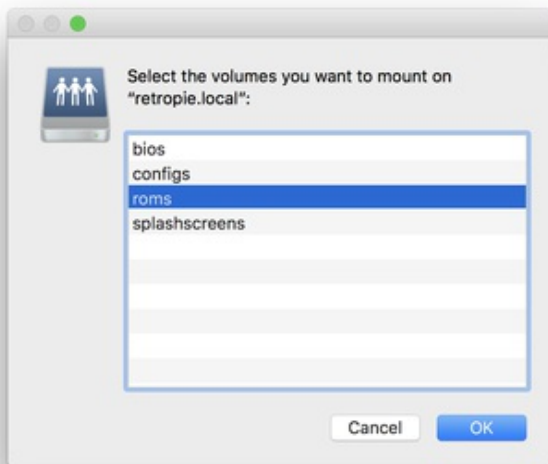 Select the volumes you want to mount on
“retropie.local”:
bios
configs
roms
splashscreens
Cancel
OK